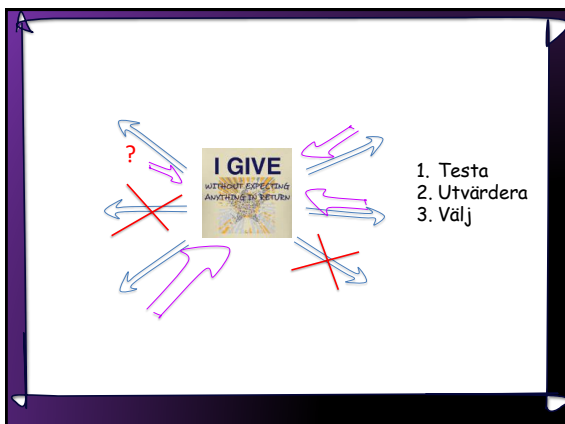 ?
I GIVE
WITHOUT EXPECTING
ANYTHING IN RETURN
1. Testa
2. Utvärdera
3. Välj